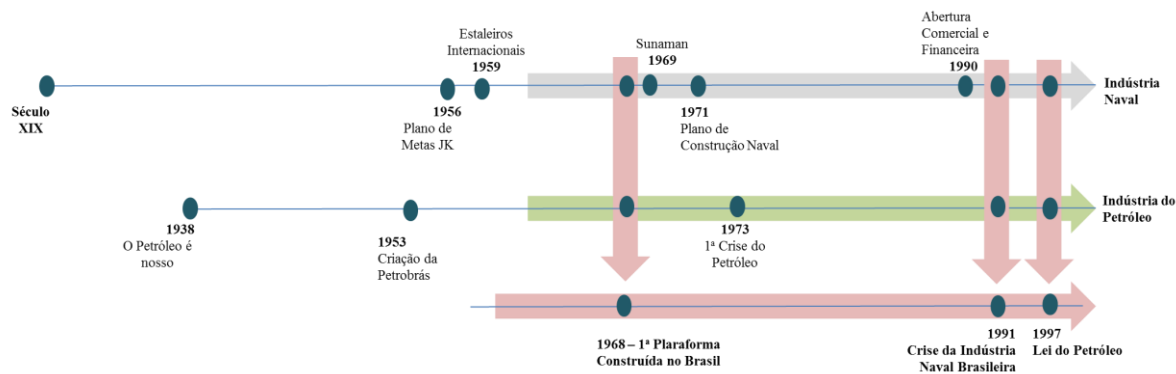 Estaleiros
Internacionais
1959
Sunaman
1969
Abertura
Comercial e
Financeira
1990
Século
XIX
1956
Plano de
Metas JK
1971
Plano de
Construção Naval
Indústria
Naval
1938
O Petróleo é
nosso
1953
Criação da
Petrobrás
1973
1ª Crise do
Petróleo
Indústria do
Petróleo
1968 – 1ª Plaraforma
Construída no Brasil
1991
Crise da Indústria
Naval Brasileira
1997
Lei do Petróleo